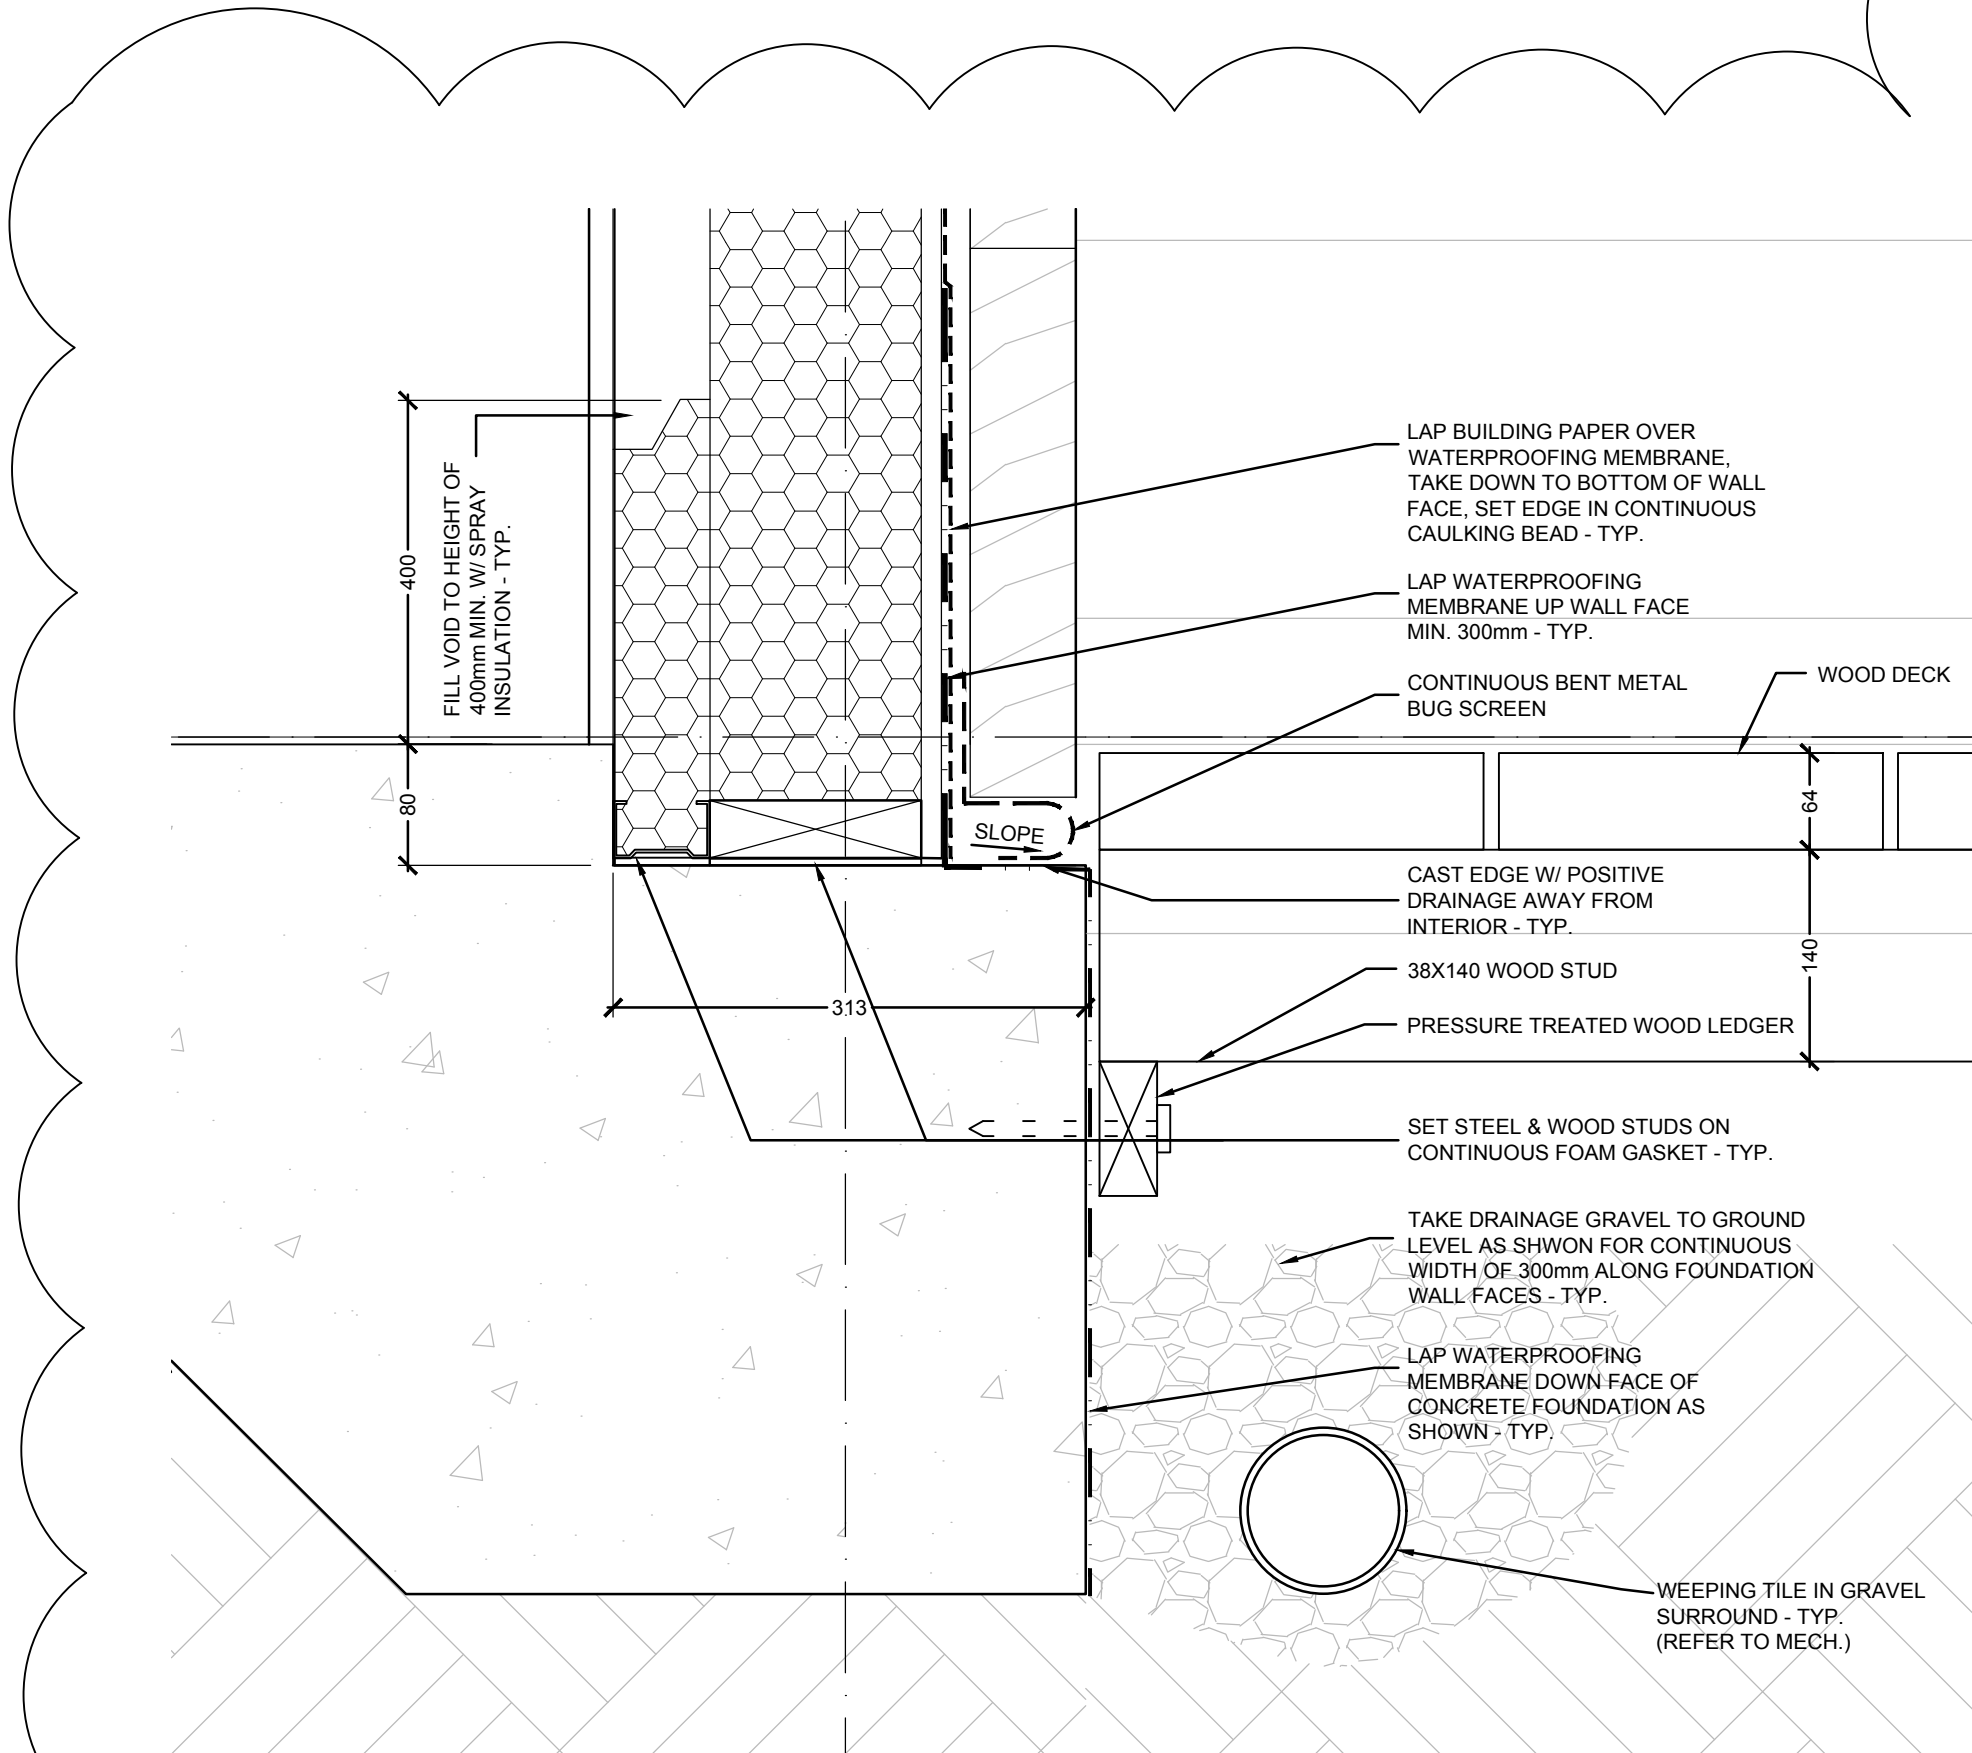 LAP BUILDING PAPER OVER
WATERPROOFING MEMBRANE,
TAKE DOWN TO BOTTOM OF WALL
FACE, SET EDGE IN CONTINUOUS
CAULKING BEAD - TYP.
LAP WATERPROOFING
MEMBRANE UP WALL FACE
MIN. 300mm - TYP.
CONTINUOUS BENT METAL
BUG SCREEN
WOOD DECK
FILL VOID TO HEIGHT OF
400mm MIN. W/ SPRAY
INSULATION - TYP.
400
80
64
140
313
SLOPE
CAST EDGE W/ POSITIVE
DRAINAGE AWAY FROM
INTERIOR - TYP.
38X140 WOOD STUD
PRESSURE TREATED WOOD LEDGER
SET STEEL & WOOD STUDS ON
CONTINUOUS FOAM GASKET - TYP.
TAKE DRAINAGE GRAVEL TO GROUND
LEVEL AS SHWON FOR CONTINUOUS
WIDTH OF 300mm ALONG FOUNDATION
WALL FACES - TYP.
LAP WATERPROOFING
MEMBRANE DOWN FACE OF
CONCRETE FOUNDATION AS
SHOWN - TYP.
WEEPING TILE IN GRAVEL
SURROUND - TYP.
(REFER TO MECH.)